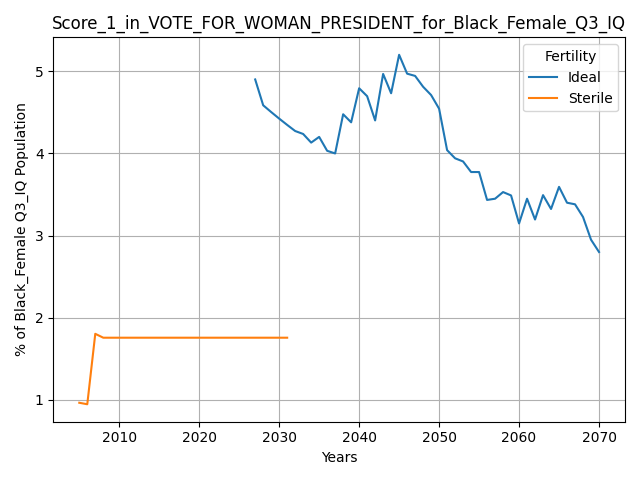 Score_1_in_VOTE_FOR_WOMAN_PRESIDENT_for_Black_Female_Q3_IQ
Fertility
Ideal
Sterile
% of Black_Female Q3_IQ Population
5
4
3
2
1
2010 2020 2030 2040 2050 2060 2070
Years